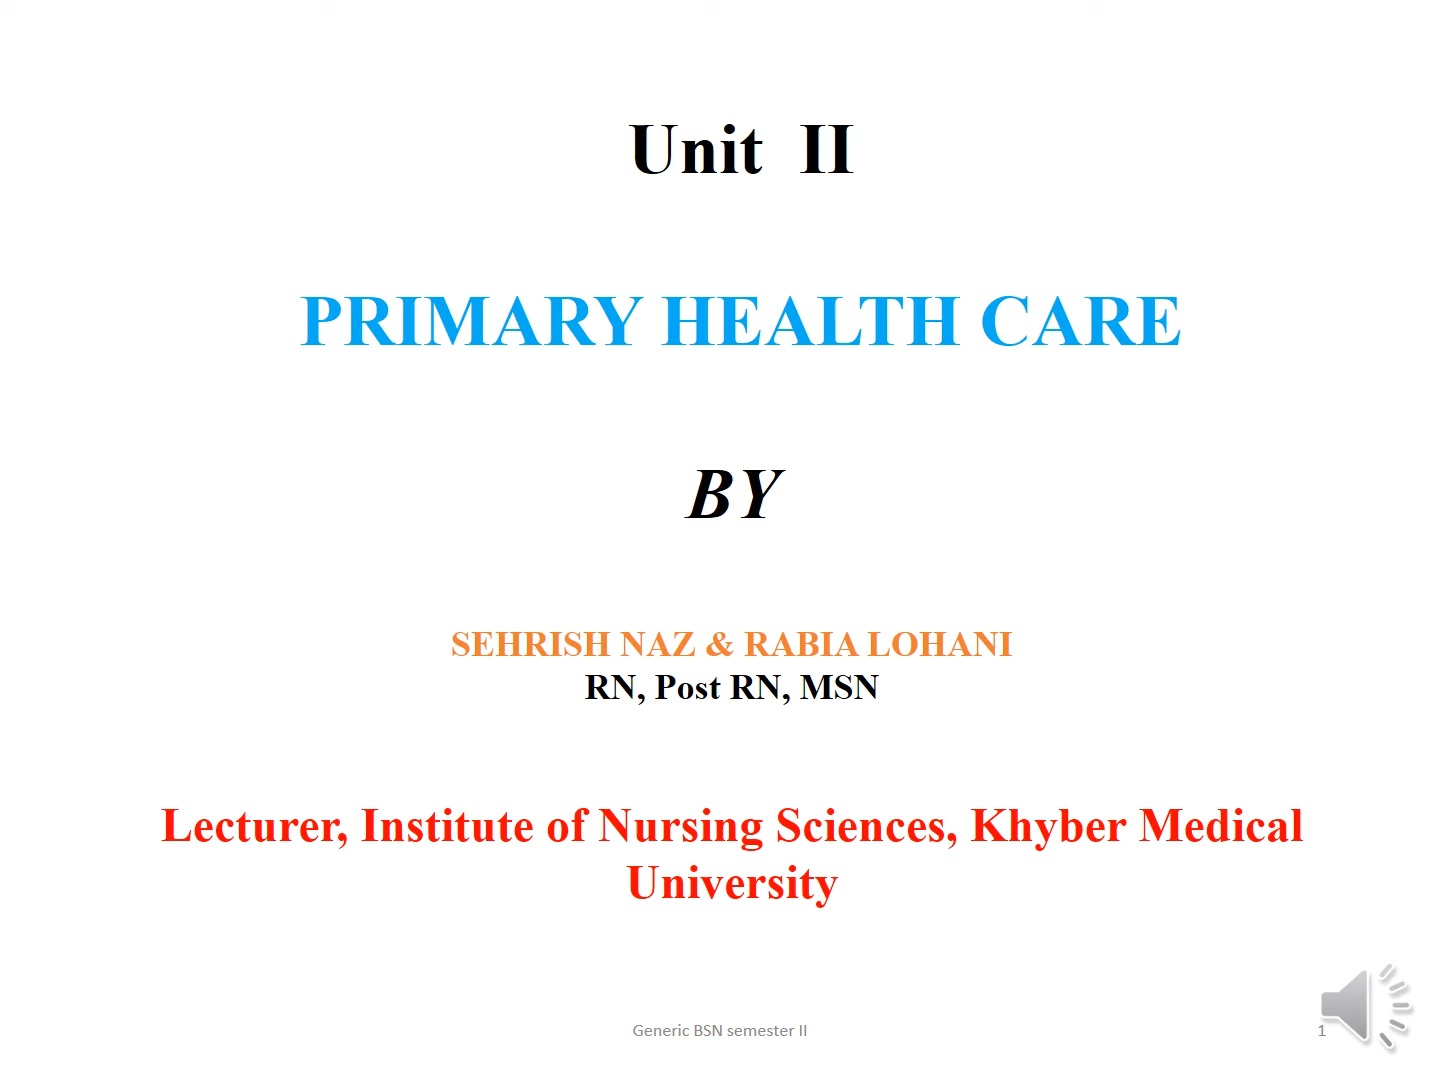 Unit II
PRIMARY HEALTH CARE
BY
SEHRISH NAZ & RABIA LOHANI
RN, Post RN, MSN
Lecturer, Institute of Nursing Sciences, Khyber Medical
University
Generic BSN semester II
1